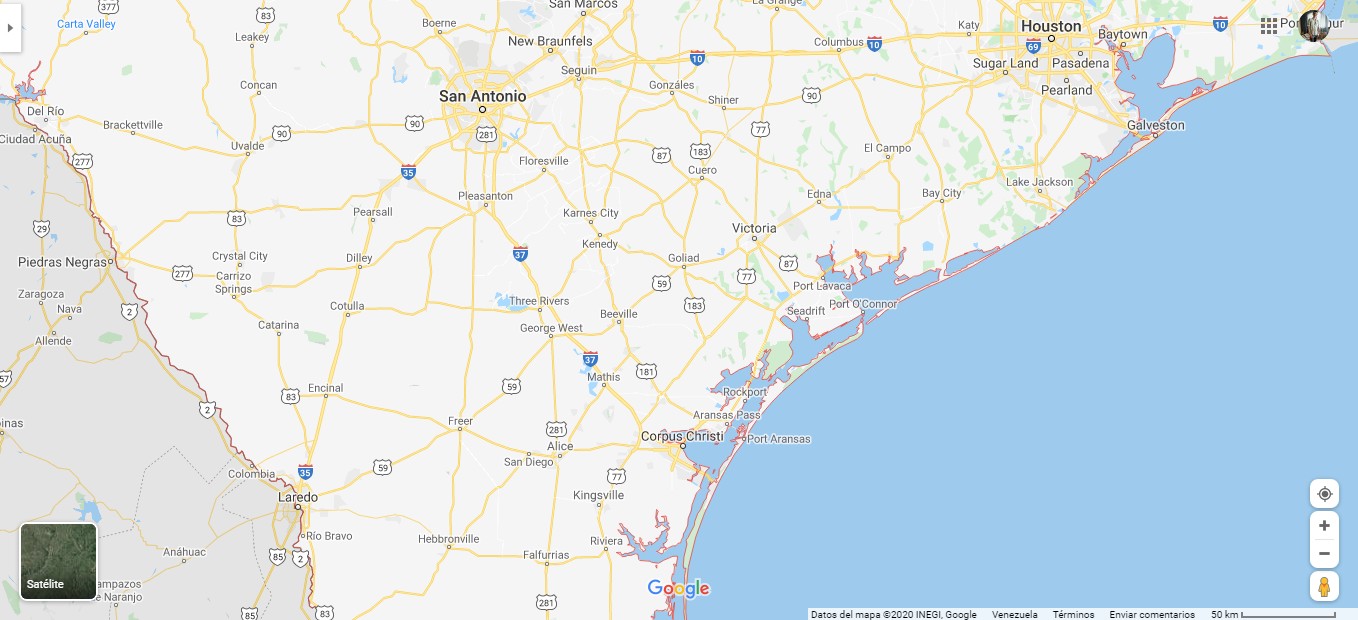 377
83
Carta Valley
Leakey
Boerne
San Marcos
La Grange
New Braunfels
Seguin
10
Columbus
10
Katy
Houston
69
Sugar Land
Pasadena
Baytown
10
Pearland
Concan
San Antonio
Gonzáles
Shiner
90
Del Río
Brackettville
90
90
281
77
Galveston
Ciudad Acuña
Uvalde
277
35
Floresville
87
183
Cuero
El Campo
Pleasanton
Edna
Bay City
Lake Jackson
83
Pearsall
Karnes City
29
Victoria
Kenedy
37
Crystal City
Dilley
Goliad
Piedras Negras
277
Carrizo
Springs
59
77
87
Port Lavaca
Zaragoza
Nava
2
Cotulla
Three Rivers
183
Port O'Connor
Seadrift
Beeville
Allende
Catarina
George West
37
57
Mathis
181
Encinal
83
59
Rockport
2
Freer
281
Aransas Pass
Corpus Christi
Port Aransas
Alice
San Diego
Colombia
35
59
77
Laredo
Kingsville
Río Bravo
Hebbronville
Riviera
Anáhuac
85
2
Falfurrias
Satélite
Google
281
de Naranjo
85
83
Datos del mapa ©2020 INEGI, Google Venezuela Términos Enviar comentarios 50 km